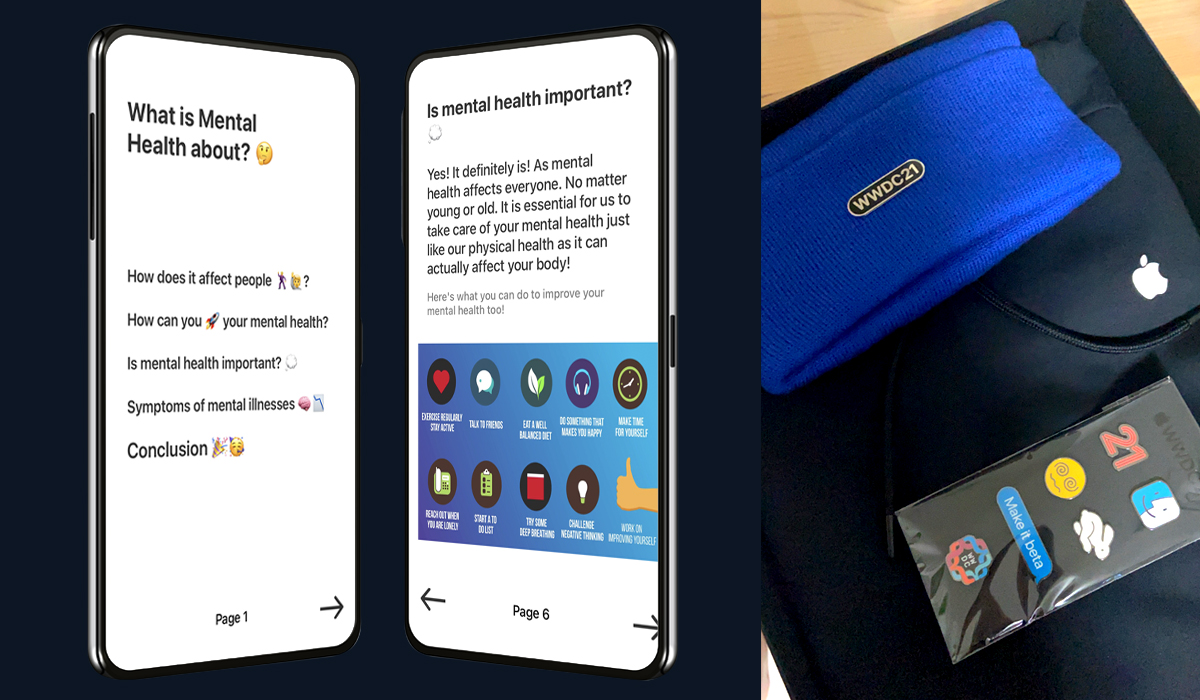 What is Mental
Health about? 🤔
How does it affect people 🕺🙋?
How can you 🚀 your mental health?
Is mental health important? 💭
Symptoms of mental illnesses 🧠📉
Conclusion 🎉🥳
Page 1
Is mental health important?
💭
Yes! It definitely is! As mental
health affects everyone. No matter
young or old. It is essential for us to
take care of your mental health just
like our physical health as it can
actually affect your body!
Here's what you can do to improve your
mental health too!
EXERCISE REGULARLY
STAY ACTIVE
TALK TO FRIENDS
EAT A WELL
BALANCED DIET
DO SOMETHING THAT
MAKES YOU HAPPY
MAKE TIME
FOR YOURSELF
REACH OUT WHEN
YOU ARE LONELY
START A TO
DO LIST
TRY SOME
DEEP BREATHING
CHALLENGE
NEGATIVE THINKING
WORK ON
IMPROVING YOURSELF
Page 6
WWDC21
21
Make it beta
WWDC